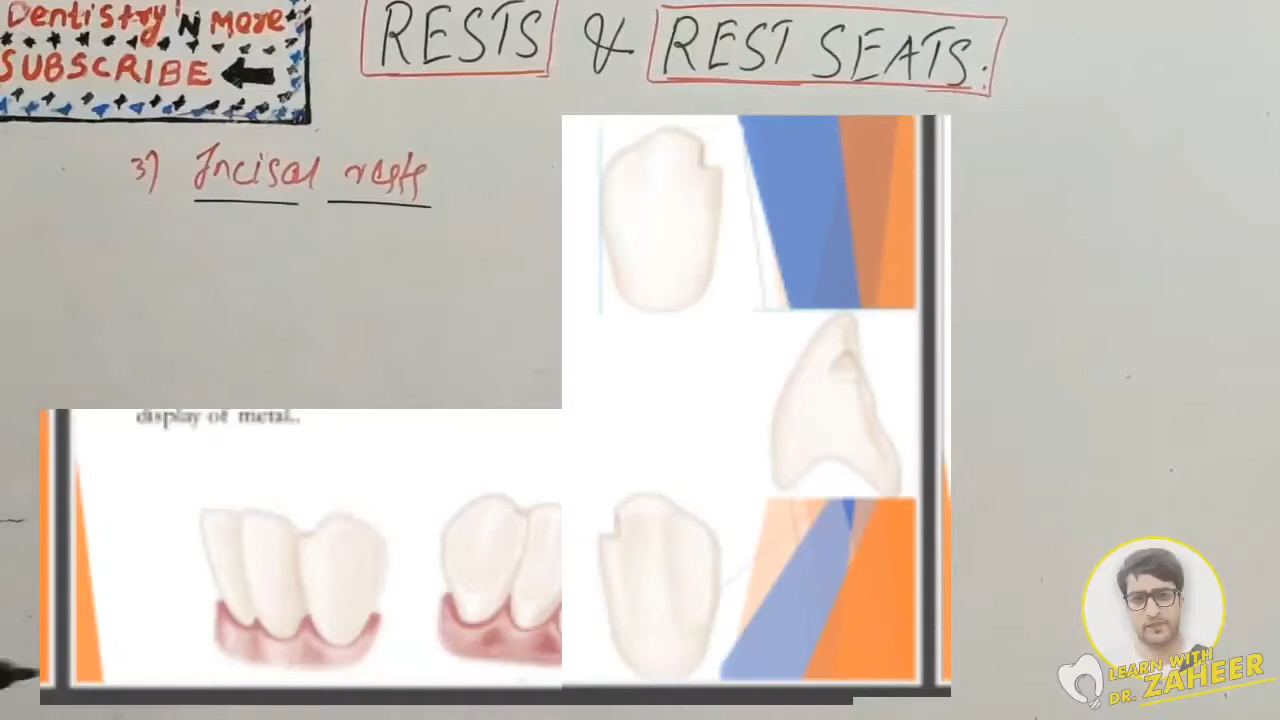 Dentistry 'N More
SUBSCRIBE
RESTS & REST SEATS:
3) Incisal rests
display of metal..
LEARN WITH
DR. ZAHEER